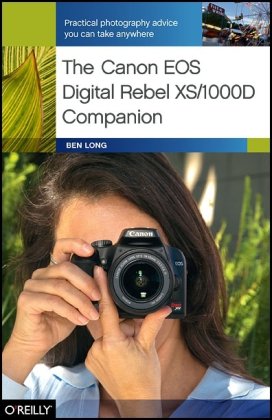 Practical photography advice
you can take anywhere
The Canon EOS
Digital Rebel XS/1000D
Companion
BEN LONG
Canon
EOS
O'REILLY